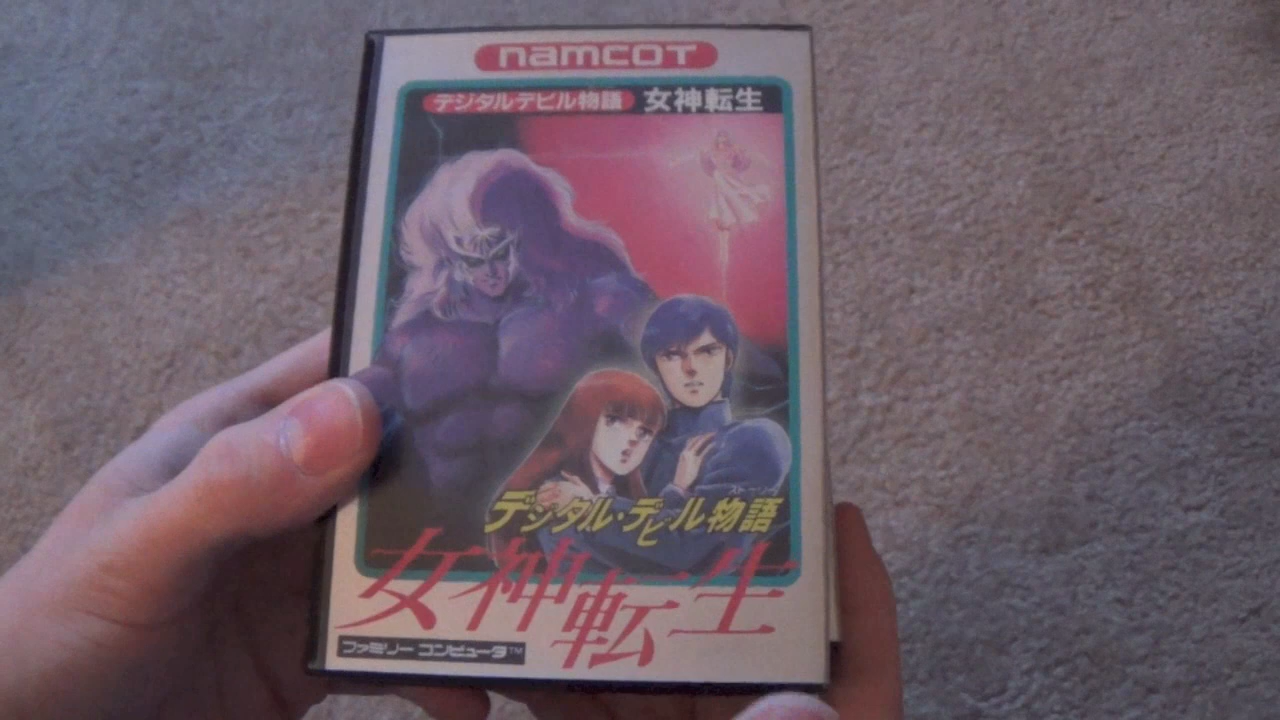 namcot
デジタルデビル物語 女神転生
ストーリー
デジタル・デビル物語
女神転生
ファミリーコンピュータ™